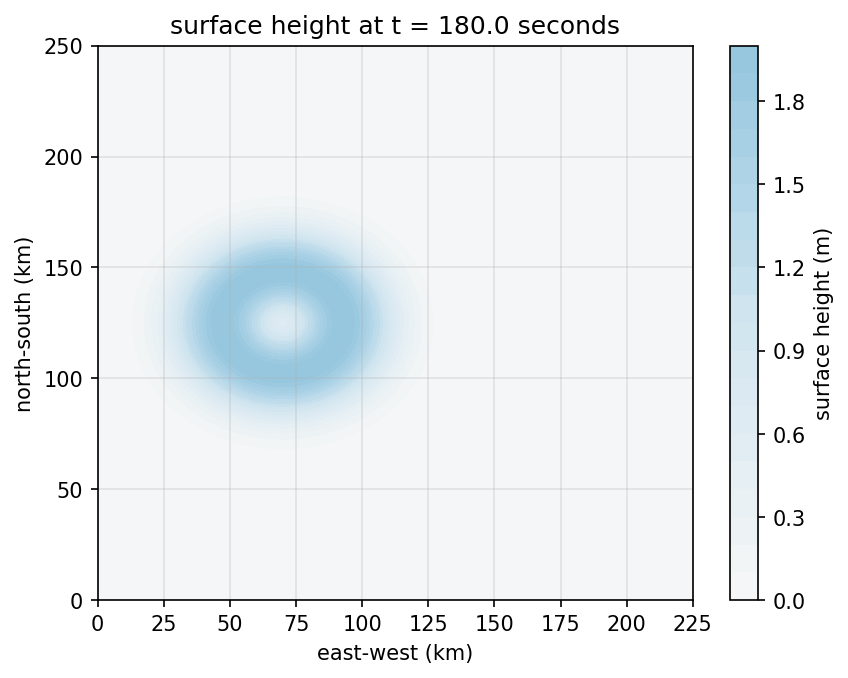 surface height at t = 180.0 seconds
250
200
150
100
50
0
north-south (km)
0 25 50 75 100 125 150 175 200 225
east-west (km)
1.8
1.5
1.2
0.9
0.6
0.3
0.0
surface height (m)